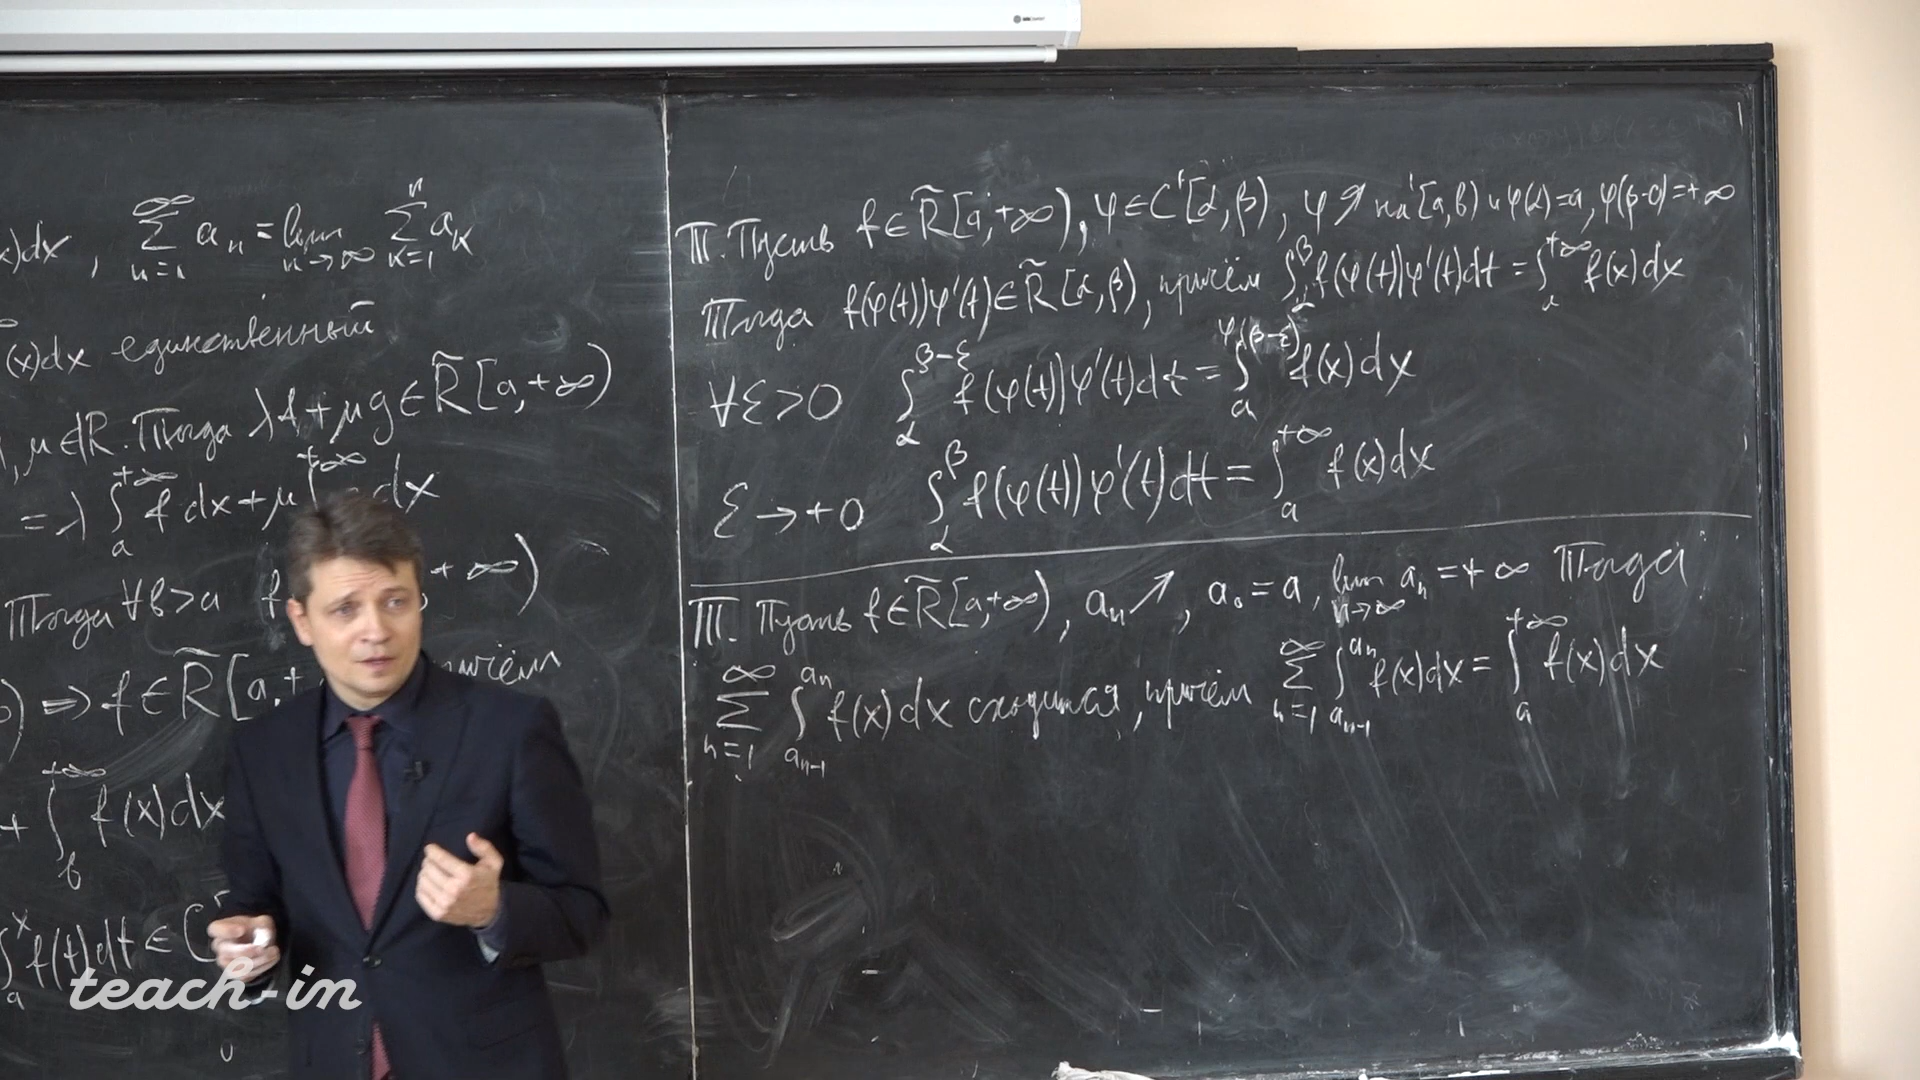 x)dx, ∑_{n=1}^{∞} a_n = lim_{n→∞} ∑_{k=1}^{n} a_k
(x)dx единственный
, μ∈ℝ. Тогда λf+μg∈R̃[a,+∞)
= λ∫_a^{+∞} f dx + μ∫^{+∞} dx
Тогда ∀b>a f +∞)
) ⟹ f∈R̃[a,+
+ ∫_b^{+∞} f(x)dx
∫_a^x f(t)dt ∈ C
Т. Пусть f∈R̃[a,+∞), φ∈C¹[α,β), φ↗ на [α,β) и φ(α)=a, φ(β-0)=+∞
Тогда f(φ(t))φ'(t)∈R̃[α,β), причём ∫_α^β f(φ(t))φ'(t)dt = ∫_a^{+∞} f(x)dx
∀ε>0 ∫_α^{β-ε} f(φ(t))φ'(t)dt = ∫_a^{φ(β-ε)} f(x)dx
ε→+0 ∫_α^β f(φ(t))φ'(t)dt = ∫_a^{+∞} f(x)dx
Т. Пусть f∈R̃[a,+∞), a_n↗, a_0=a, lim_{n→∞} a_n=+∞ Тогда
∑_{n=1}^{∞} ∫_{a_{n-1}}^{a_n} f(x)dx сходится, причём ∑_{n=1}^{∞} ∫_{a_{n-1}}^{a_n} f(x)dx = ∫_a^{+∞} f(x)dx
teach-in